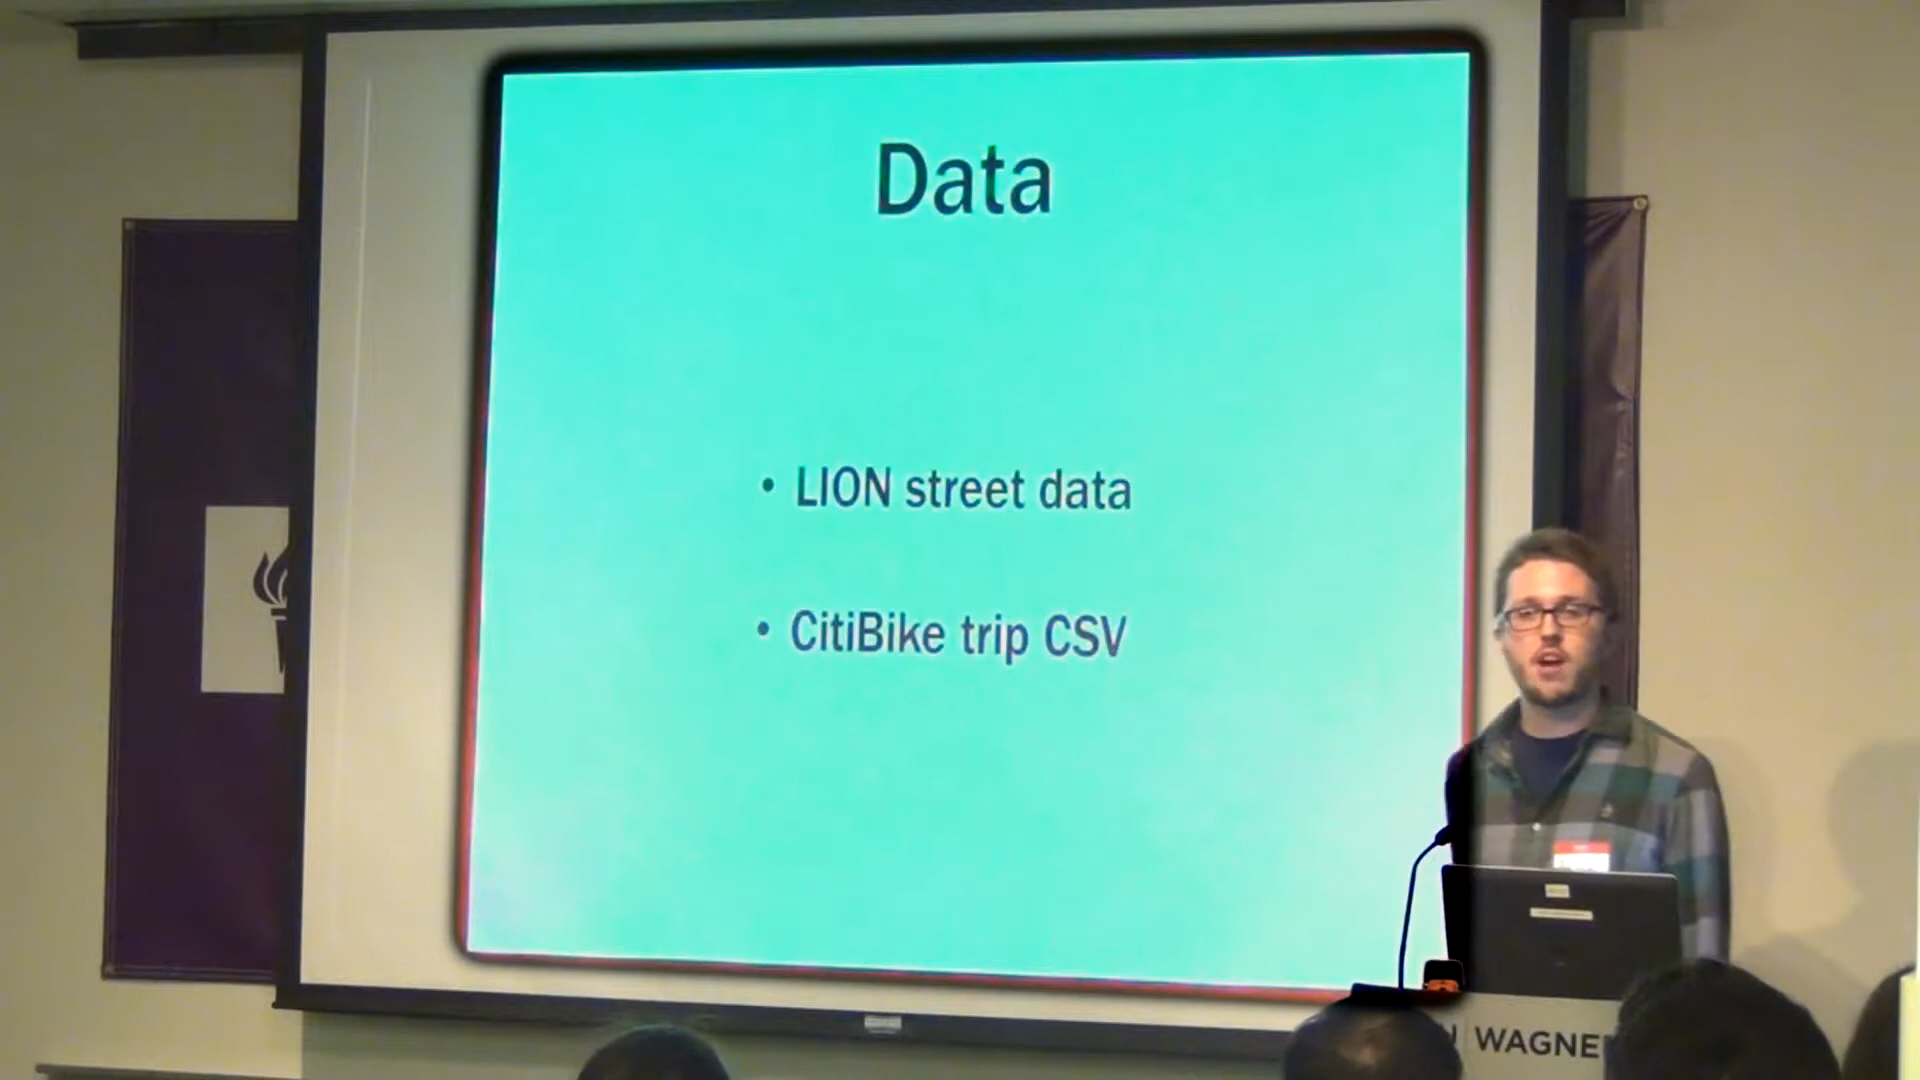 Data
• LION street data
• CitiBike trip CSV
WAGNE